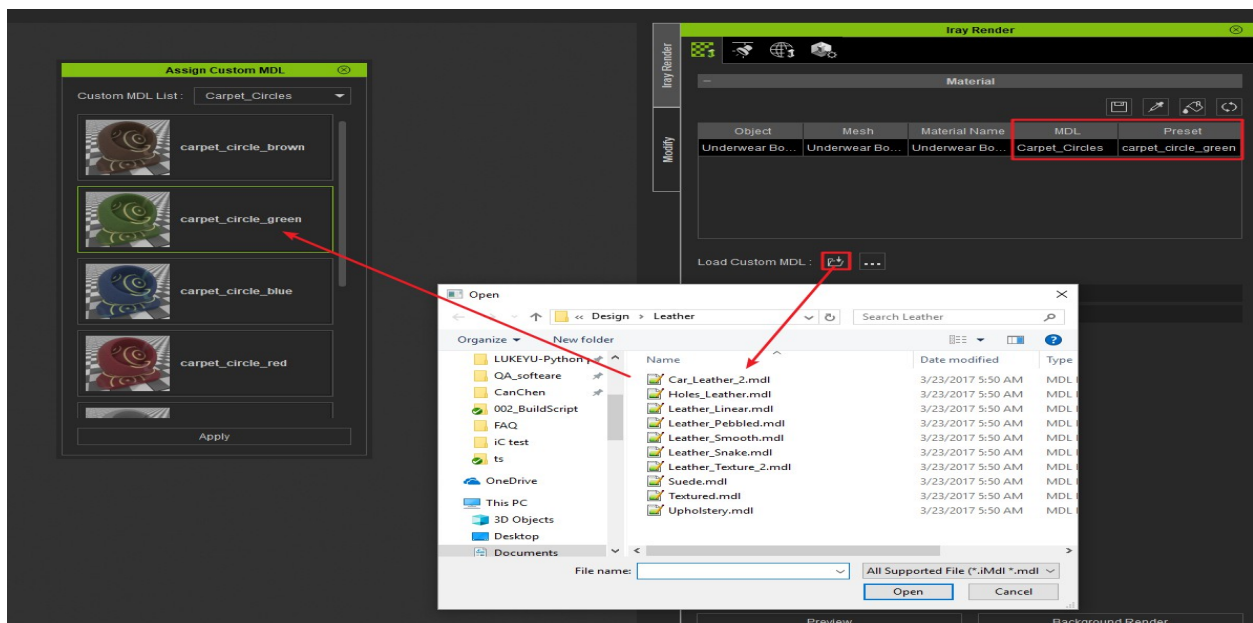 Assign Custom MDL
Custom MDL List : Carpet_Circles
carpet_circle_brown
carpet_circle_green
carpet_circle_blue
carpet_circle_red
Apply
Iray Render
Iray Render
Modify
Material
Object Mesh Material Name MDL Preset
Underwear Bo... Underwear Bo... Underwear Bo... Carpet_Circles carpet_circle_green
Load Custom MDL : ...
Open
« Design › Leather
Search Leather
Organize New folder
LUKEYU-Python
QA_softeare
CanChen
002_BuildScript
FAQ
iC test
ts
OneDrive
This PC
3D Objects
Desktop
Documents
Name Date modified Type
Car_Leather_2.mdl 3/23/2017 5:50 AM MDL
Holes_Leather.mdl 3/23/2017 5:50 AM MDL
Leather_Linear.mdl 3/23/2017 5:50 AM MDL
Leather_Pebbled.mdl 3/23/2017 5:50 AM MDL
Leather_Smooth.mdl 3/23/2017 5:50 AM MDL
Leather_Snake.mdl 3/23/2017 5:50 AM MDL
Leather_Texture_2.mdl 3/23/2017 5:50 AM MDL
Suede.mdl 3/23/2017 5:50 AM MDL
Textured.mdl 3/23/2017 5:50 AM MDL
Upholstery.mdl 3/23/2017 5:50 AM MDL
File name: All Supported File (*.iMdl *.mdl
Open Cancel
Preview Background Render